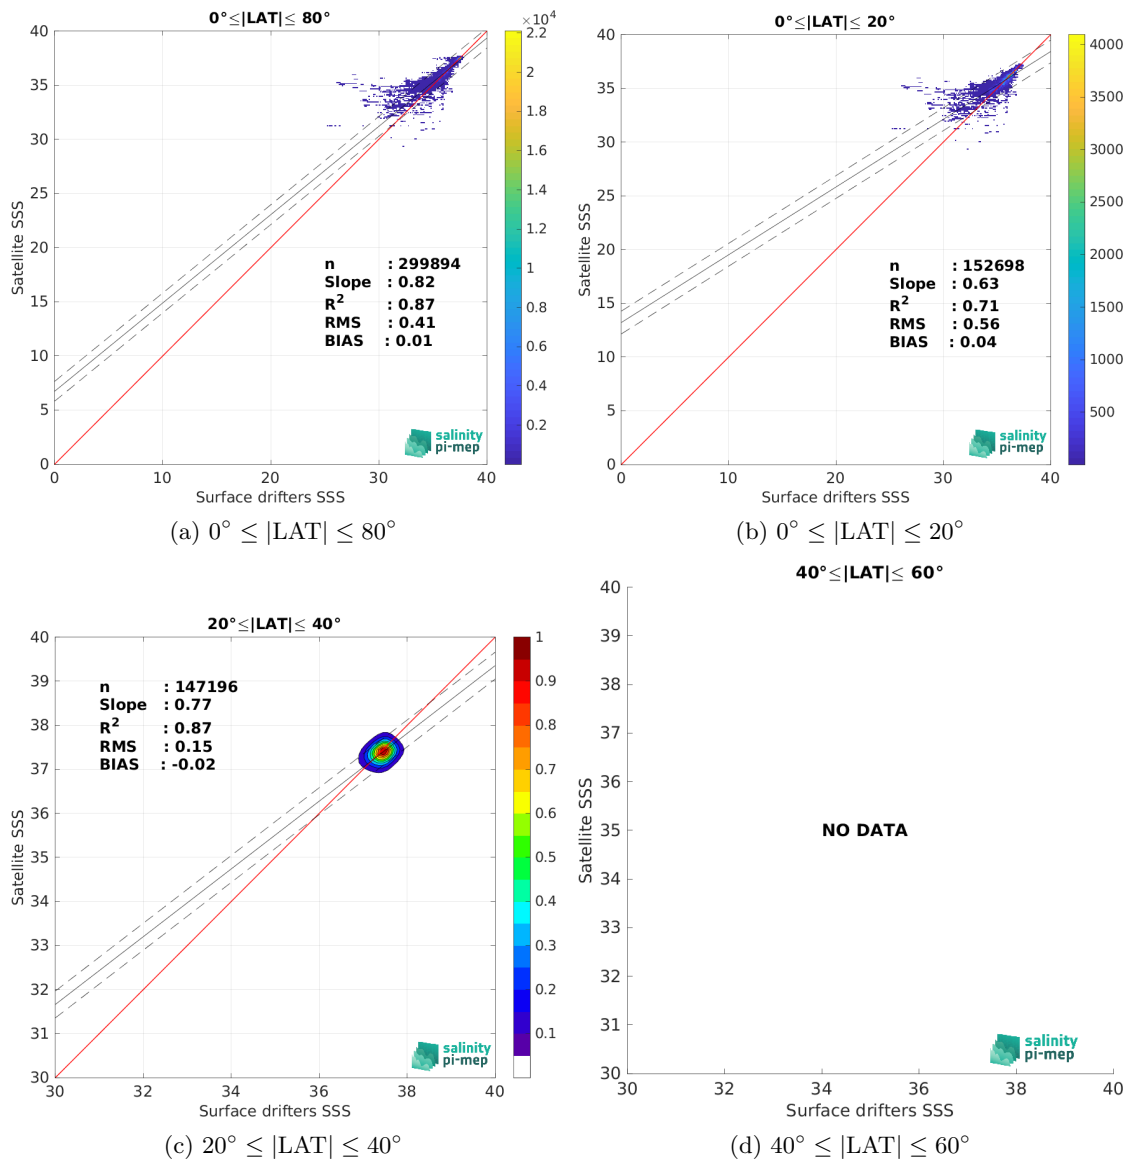 0°≤|LAT|≤ 80°
×10⁴
40
35
30
25
20
15
10
5
0
Satellite SSS
n : 299894
Slope : 0.82
R² : 0.87
RMS : 0.41
BIAS : 0.01
salinity
pi-mep
0 10 20 30 40
Surface drifters SSS
2.2
2
1.8
1.6
1.4
1.2
1
0.8
0.6
0.4
0.2
(a) 0° ≤ |LAT| ≤ 80°
0°≤|LAT|≤ 20°
40
35
30
25
20
15
10
5
0
Satellite SSS
n : 152698
Slope : 0.63
R² : 0.71
RMS : 0.56
BIAS : 0.04
salinity
pi-mep
0 10 20 30 40
Surface drifters SSS
4000
3500
3000
2500
2000
1500
1000
500
(b) 0° ≤ |LAT| ≤ 20°
20°≤|LAT|≤ 40°
40
39
38
37
36
35
34
33
32
31
30
Satellite SSS
n : 147196
Slope : 0.77
R² : 0.87
RMS : 0.15
BIAS : -0.02
salinity
pi-mep
30 32 34 36 38 40
Surface drifters SSS
1
0.9
0.8
0.7
0.6
0.5
0.4
0.3
0.2
0.1
(c) 20° ≤ |LAT| ≤ 40°
40°≤|LAT|≤ 60°
40
39
38
37
36
35
34
33
32
31
30
Satellite SSS
NO DATA
salinity
pi-mep
30 32 34 36 38 40
Surface drifters SSS
(d) 40° ≤ |LAT| ≤ 60°